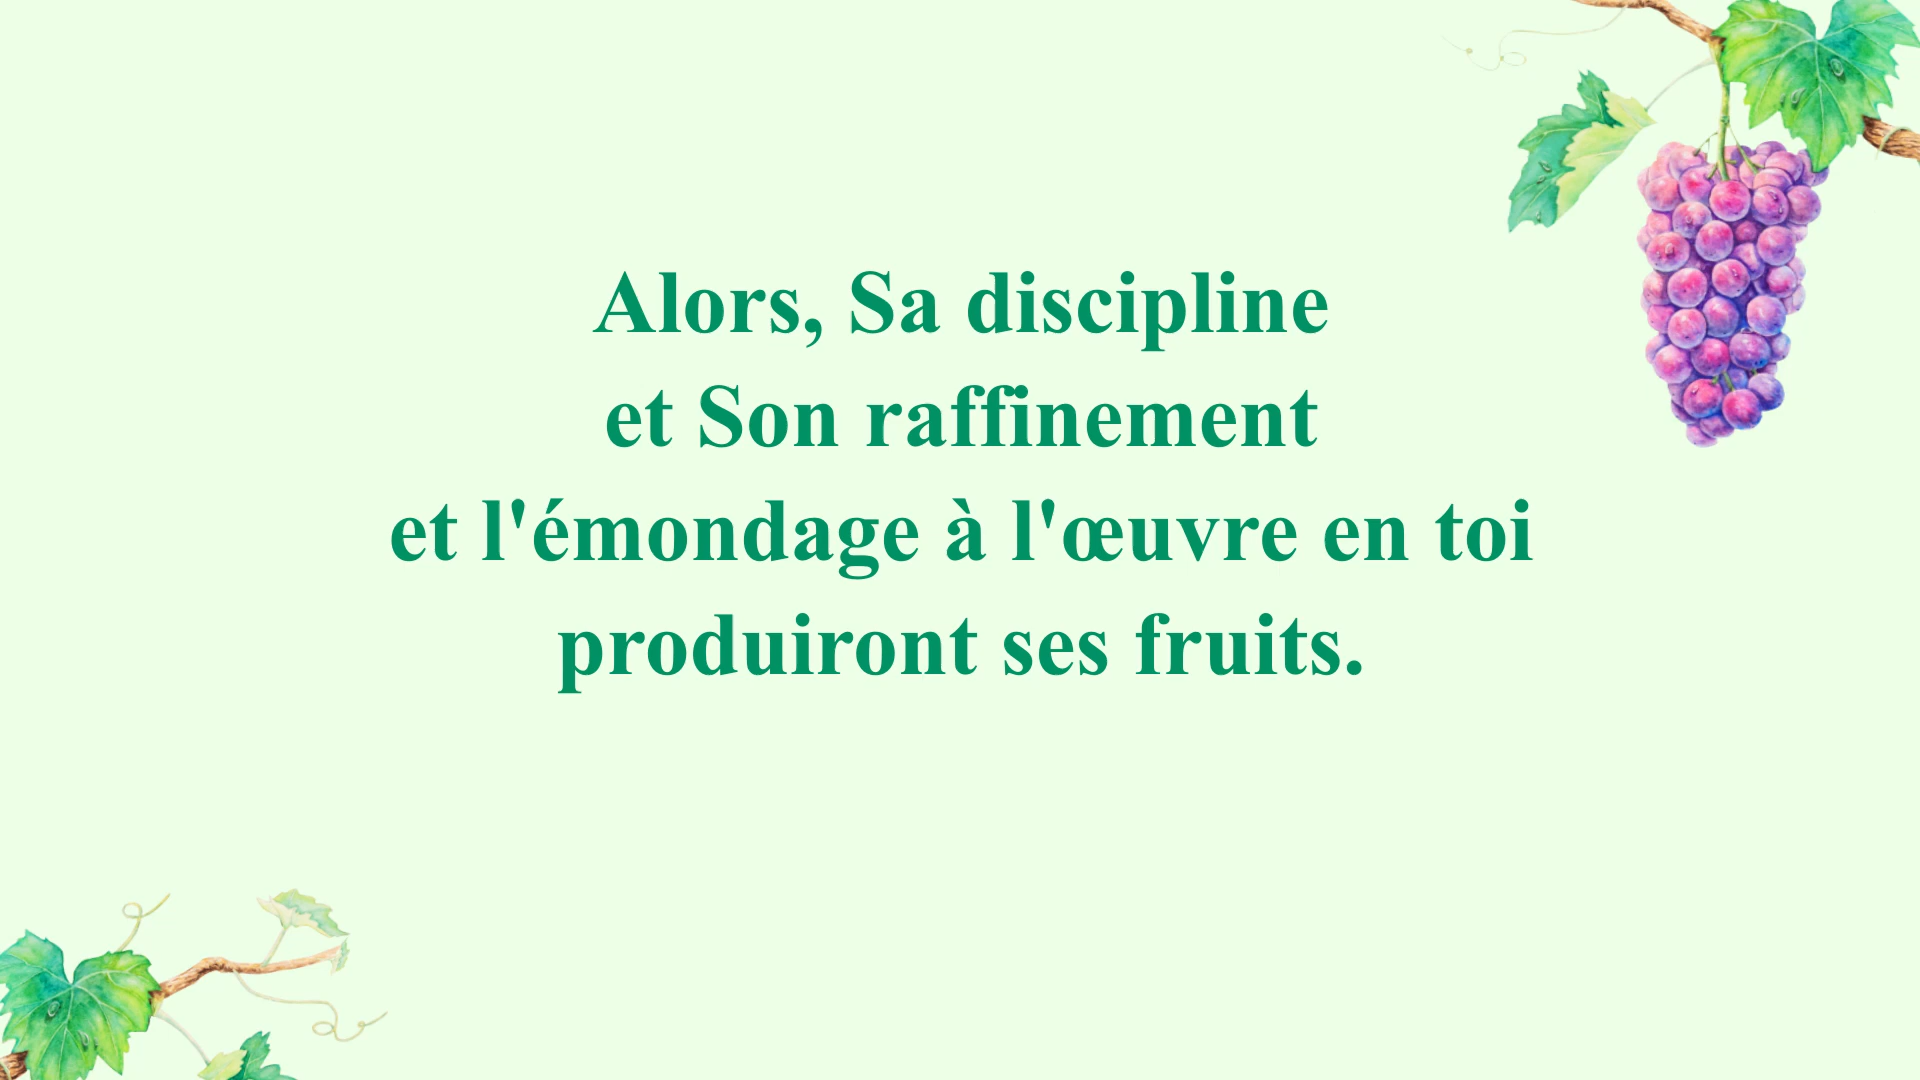 Alors, Sa discipline
et Son raffinement
et l'émondage à l'œuvre en toi
produiront ses fruits.